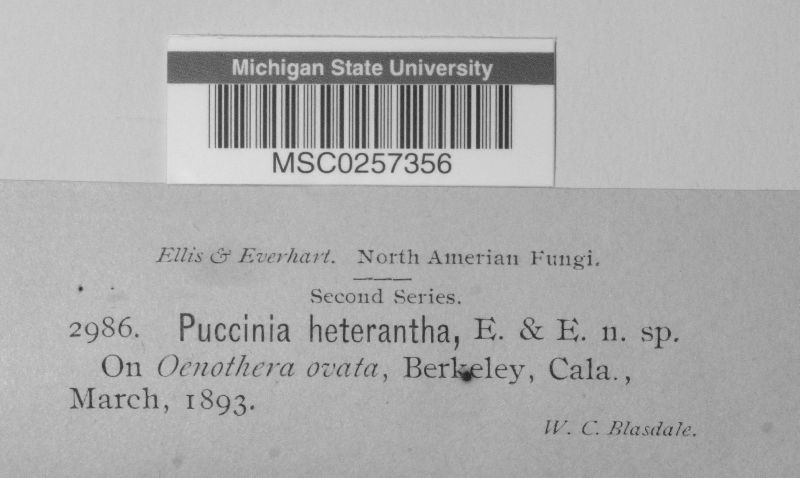 Michigan State University
MSC0257356
Ellis & Everhart. North Amerian Fungi.
Second Series.
2986. Puccinia heterantha, E. & E. n. sp.
On Oenothera ovata, Berkeley, Cala.,
March, 1893.
W. C. Blasdale.